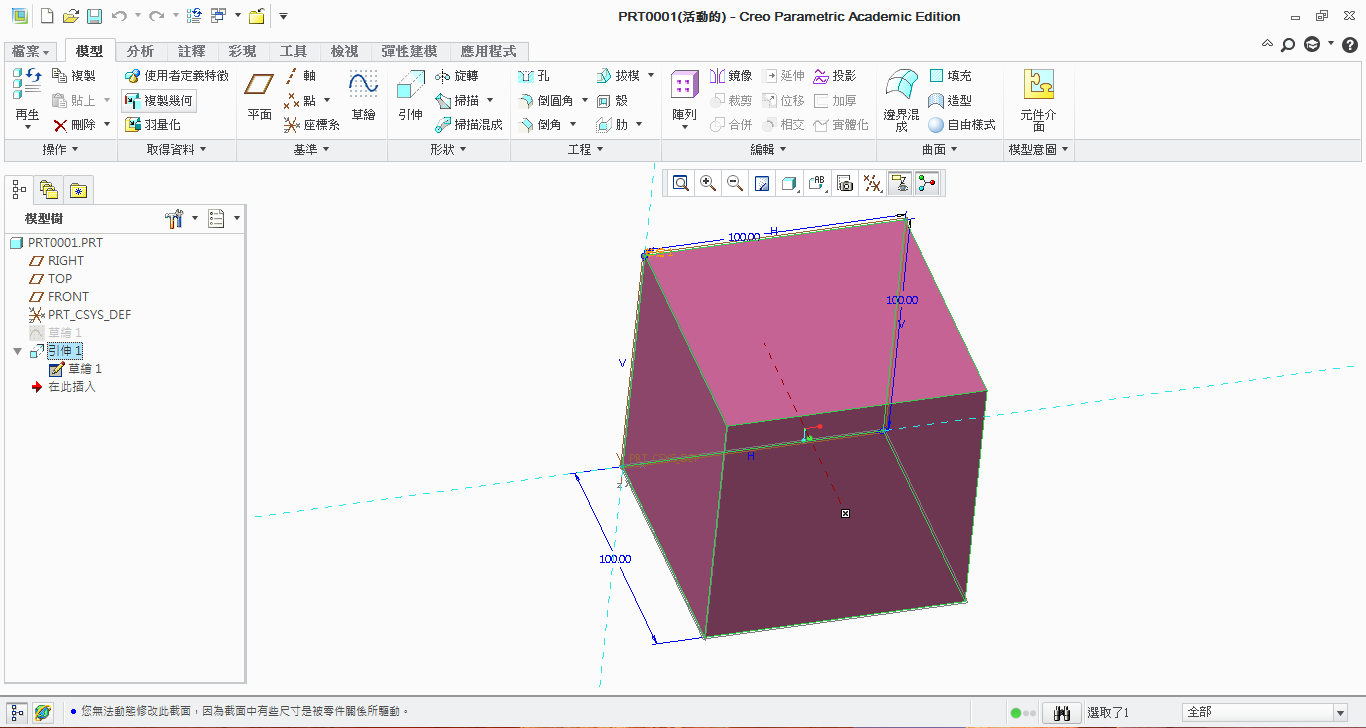 PRT0001(活動的) - Creo Parametric Academic Edition
檔案 模型 分析 註釋 彩現 工具 檢視 彈性建模 應用程式
再生
複製
貼上
刪除
操作
使用者定義特徵
複製幾何
羽量化
取得資料
平面
軸
點
座標系
草繪
基準
引伸
旋轉
掃描
掃描混成
形狀
孔
倒圓角
倒角
拔模
殼
肋
工程
陣列
鏡像
裁剪
合併
延伸
位移
相交
投影
加厚
實體化
編輯
邊界混
成
填充
造型
自由樣式
曲面
元件介
面
模型意圖
模型樹
PRT0001.PRT
RIGHT
TOP
FRONT
PRT_CSYS_DEF
草繪 1
引伸 1
草繪 1
在此插入
100.00
H
100.00
V
V
H
PRT_CSYS_DEF
Z
100.00
您無法動態修改此截面，因為截面中有些尺寸是被零件關係所驅動。
選取了1
全部